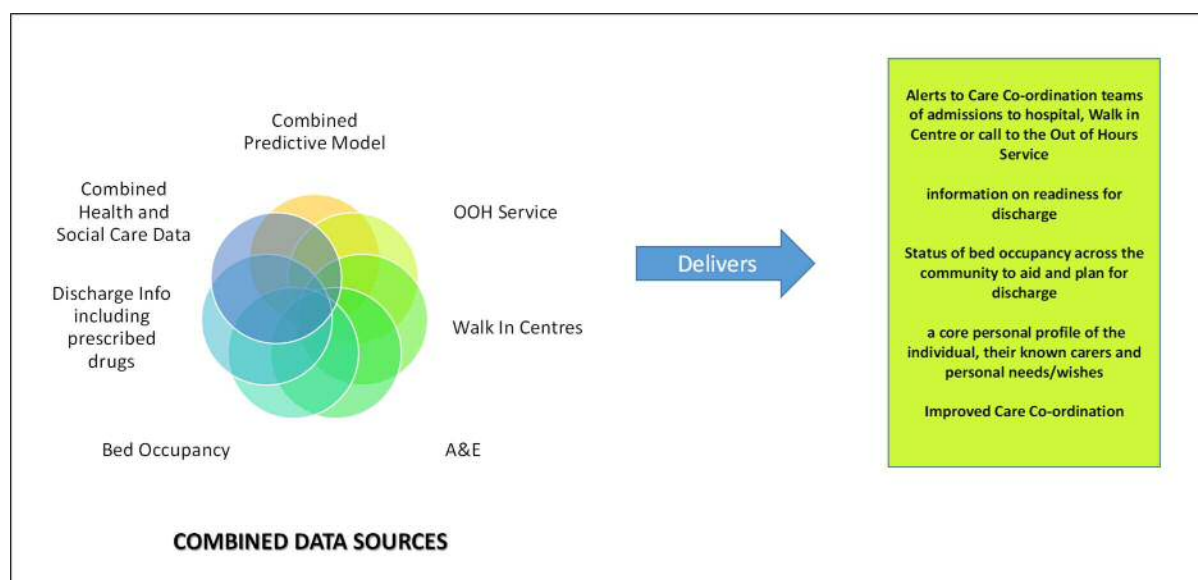 Combined
Predictive Model
Combined
Health and
Social Care Data
OOH Service
Discharge Info
including
prescribed
drugs
Walk In Centres
Bed Occupancy
A&E
COMBINED DATA SOURCES
Delivers
Alerts to Care Co-ordination teams
of admissions to hospital, Walk in
Centre or call to the Out of Hours
Service
information on readiness for
discharge
Status of bed occupancy across the
community to aid and plan for
discharge
a core personal profile of the
individual, their known carers and
personal needs/wishes
Improved Care Co-ordination